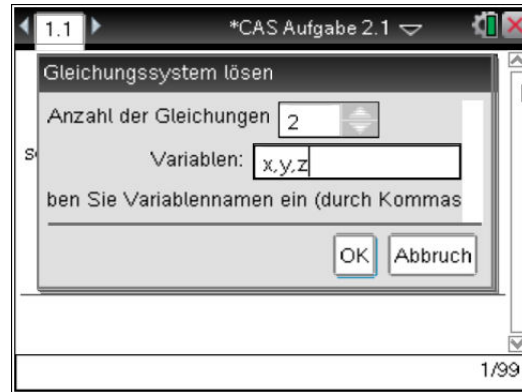 1.1 *CAS Aufgabe 2.1
Gleichungssystem lösen
Anzahl der Gleichungen 2
Variablen: x,y,z
ben Sie Variablennamen ein (durch Kommas
OK Abbruch
1/99